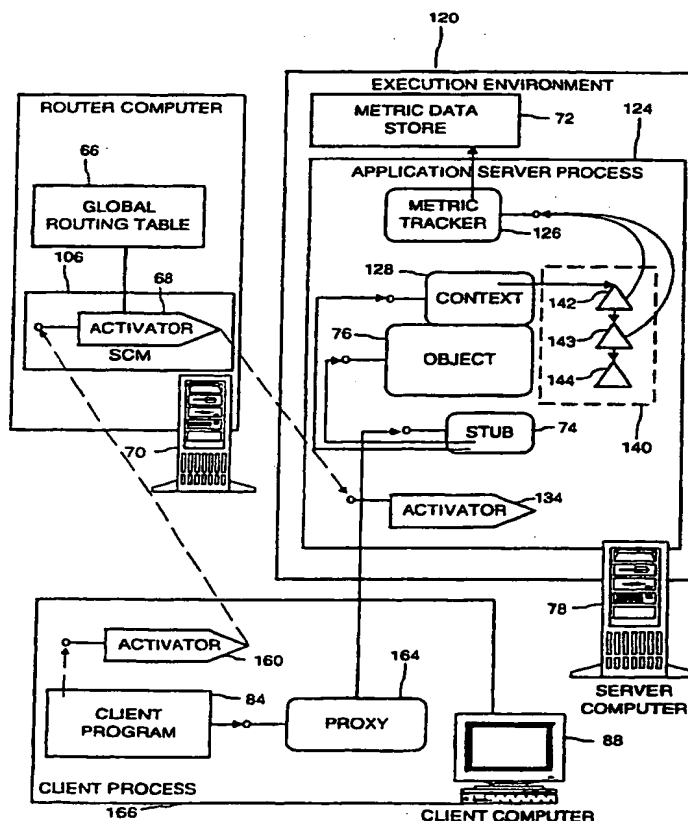 120
EXECUTION ENVIRONMENT
METRIC DATA
STORE
72
124
APPLICATION SERVER PROCESS
METRIC
TRACKER
126
128
CONTEXT
142
76
143
OBJECT
144
STUB
74
140
134
ACTIVATOR
78
SERVER
COMPUTER
ROUTER COMPUTER
66
GLOBAL
ROUTING TABLE
106
68
ACTIVATOR
SCM
70
ACTIVATOR
160
84
164
CLIENT
PROGRAM
PROXY
88
CLIENT PROCESS
166
CLIENT COMPUTER